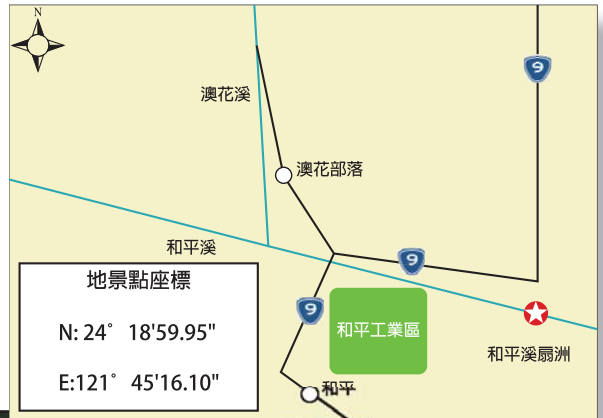 N
9
澳花溪
澳花部落
和平溪
9
地景點座標
N: 24°18'59.95"
E:121°45'16.10"
9
和平工業區
和平溪扇洲
和平